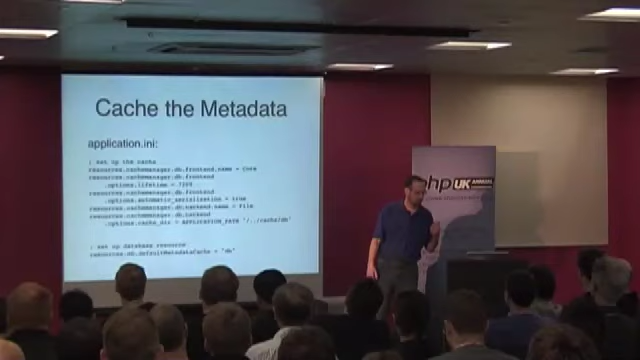 Cache the Metadata
application.ini:
; set up the cache
resources.cachemanager.db.frontend.name = Core
resources.cachemanager.db.frontend
.options.lifetime = 7200
resources.cachemanager.db.frontend
.options.automatic_serialization = true
resources.cachemanager.db.backend.name = File
resources.cachemanager.db.backend
.options.cache_dir = APPLICATION_PATH "/../cache/db"
; set up database resource
resources.db.defaultMetadataCache = "db"
hp UK